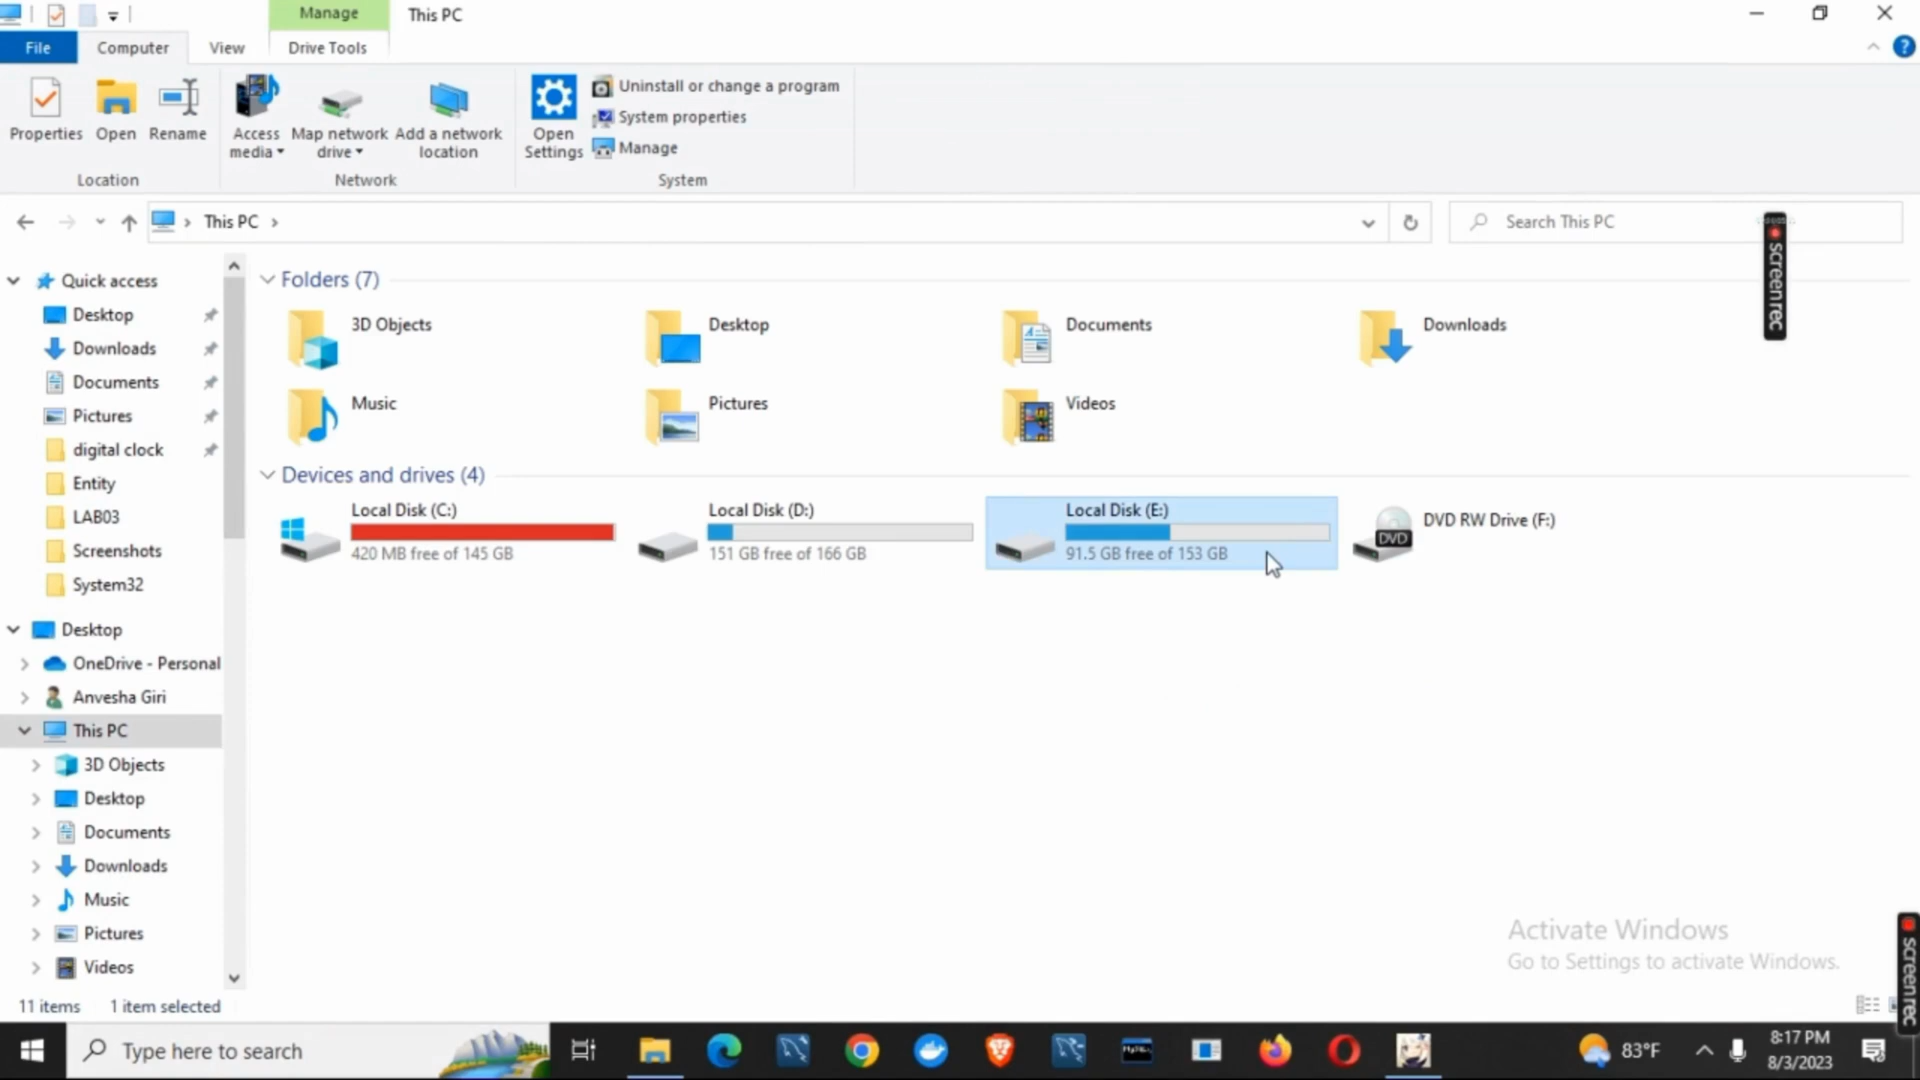 Manage
This PC
File
Computer
View
Drive Tools
Properties
Open
Rename
Access media
Map network drive
Add a network location
Open Settings
Uninstall or change a program
System properties
Manage
Location
Network
System
This PC
Search This PC
screenrec
Quick access
Desktop
Downloads
Documents
Pictures
digital clock
Entity
LAB03
Screenshots
System32
Desktop
OneDrive - Personal
Anvesha Giri
This PC
3D Objects
Desktop
Documents
Downloads
Music
Pictures
Videos
Folders (7)
3D Objects
Desktop
Documents
Downloads
Music
Pictures
Videos
Devices and drives (4)
Local Disk (C:)
420 MB free of 145 GB
Local Disk (D:)
151 GB free of 166 GB
Local Disk (E:)
91.5 GB free of 153 GB
DVD RW Drive (F:)
DVD
Activate Windows
Go to Settings to activate Windows.
screenrec
11 items
1 item selected
Type here to search
83°F
8:17 PM
8/3/2023